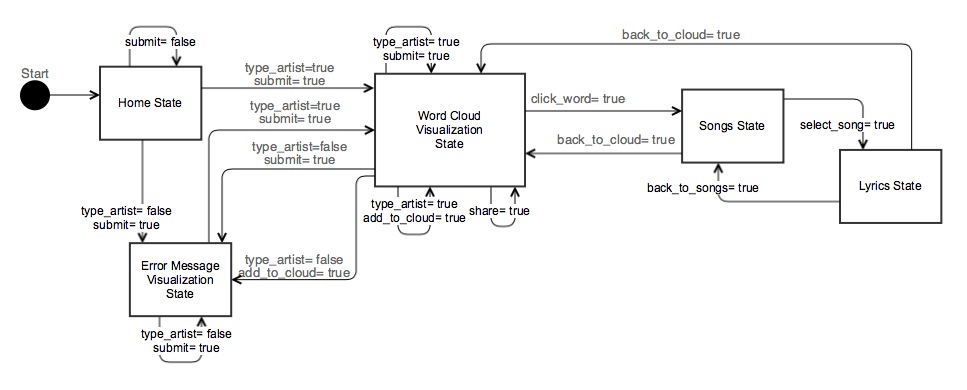 Start
submit= false
Home State
type_artist=true
submit= true
type_artist= true
submit= true
back_to_cloud= true
type_artist=true
submit= true
Word Cloud
Visualization
State
click_word= true
Songs State
select_song= true
type_artist=false
submit= true
back_to_cloud= true
Lyrics State
back_to_songs= true
type_artist= false
submit= true
type_artist= true
add_to_cloud= true
share= true
Error Message
Visualization
State
type_artist= false
add_to_cloud= true
type_artist= false
submit= true